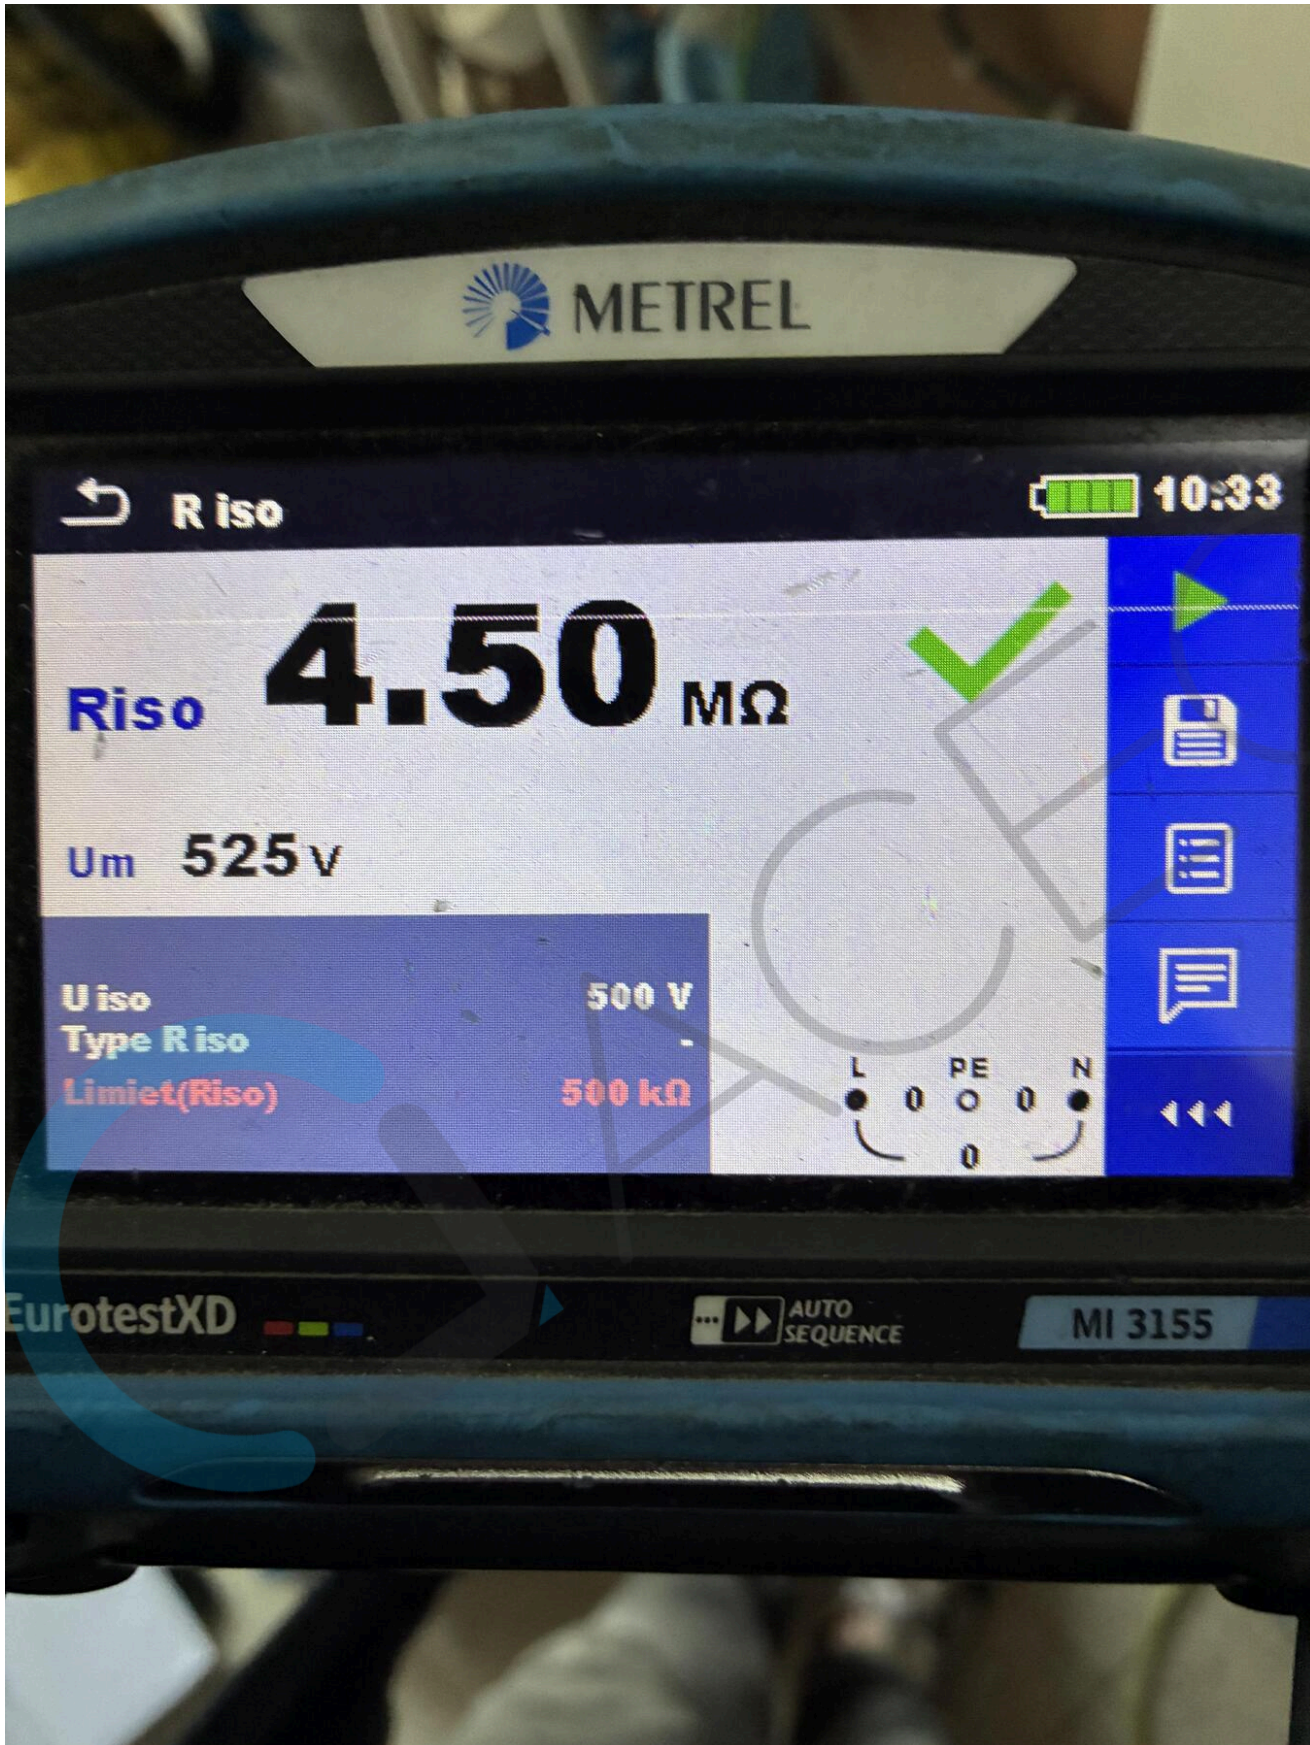 METREL
R iso 10:33
Riso 4.50 MΩ
Um 525 V
U iso 500 V
Type R iso -
Limiet(Riso) 500 kΩ
L PE N
0 0
0
EurotestXD
AUTO
SEQUENCE
MI 3155